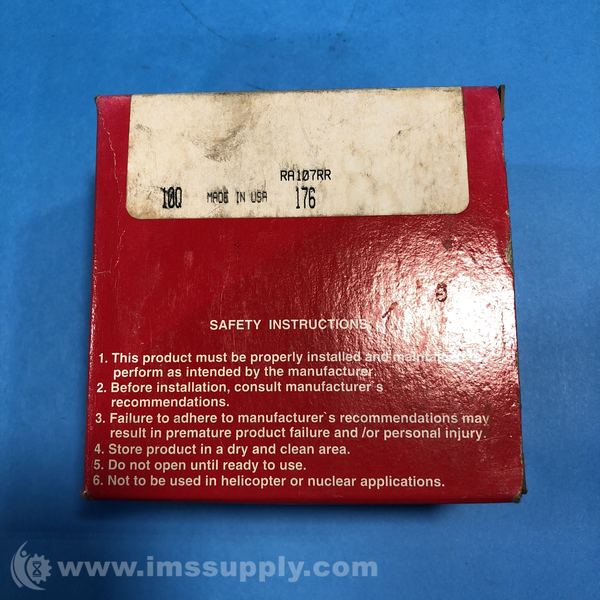 RA107RR
100 MADE IN USA 176
SAFETY INSTRUCTIONS
1. This product must be properly installed and
perform as intended by the manufacturer.
2. Before installation, consult manufacturer`s
recommendations.
3. Failure to adhere to manufacturer`s recommendations may
result in premature product failure and /or personal injury.
4. Store product in a dry and clean area.
5. Do not open until ready to use.
6. Not to be used in helicopter or nuclear applications.
www.imssupply.com